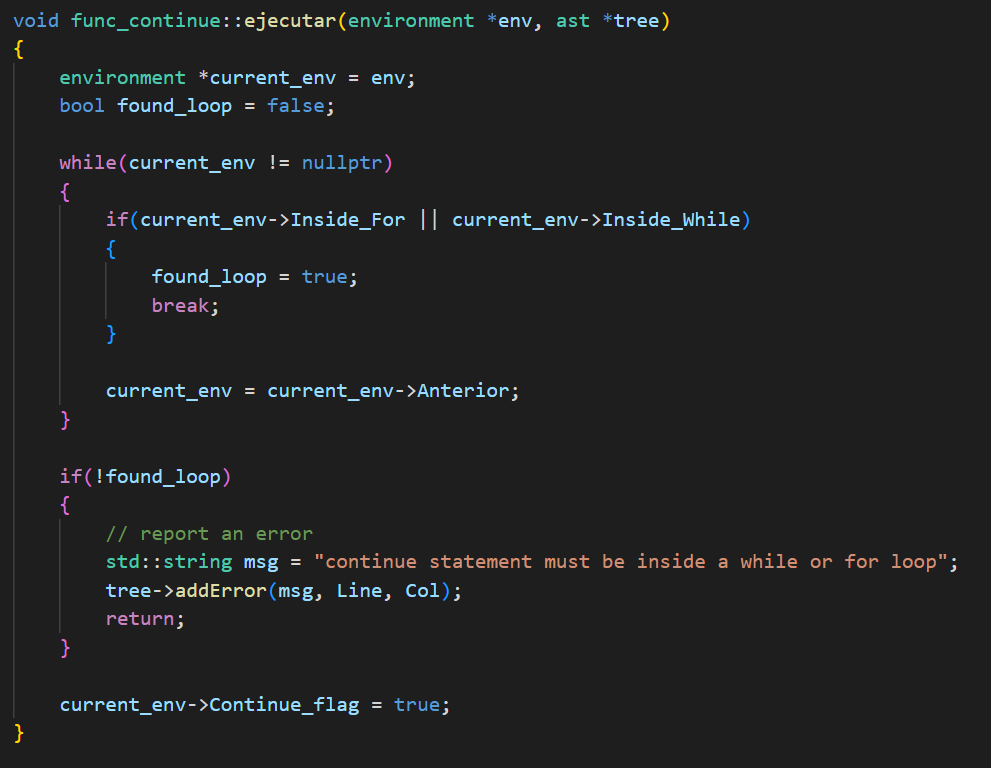 void func_continue::ejecutar(environment *env, ast *tree)
{
    environment *current_env = env;
    bool found_loop = false;

    while(current_env != nullptr)
    {
        if(current_env->Inside_For || current_env->Inside_While)
        {
            found_loop = true;
            break;
        }

        current_env = current_env->Anterior;
    }

    if(!found_loop)
    {
        // report an error
        std::string msg = "continue statement must be inside a while or for loop";
        tree->addError(msg, Line, Col);
        return;
    }

    current_env->Continue_flag = true;
}